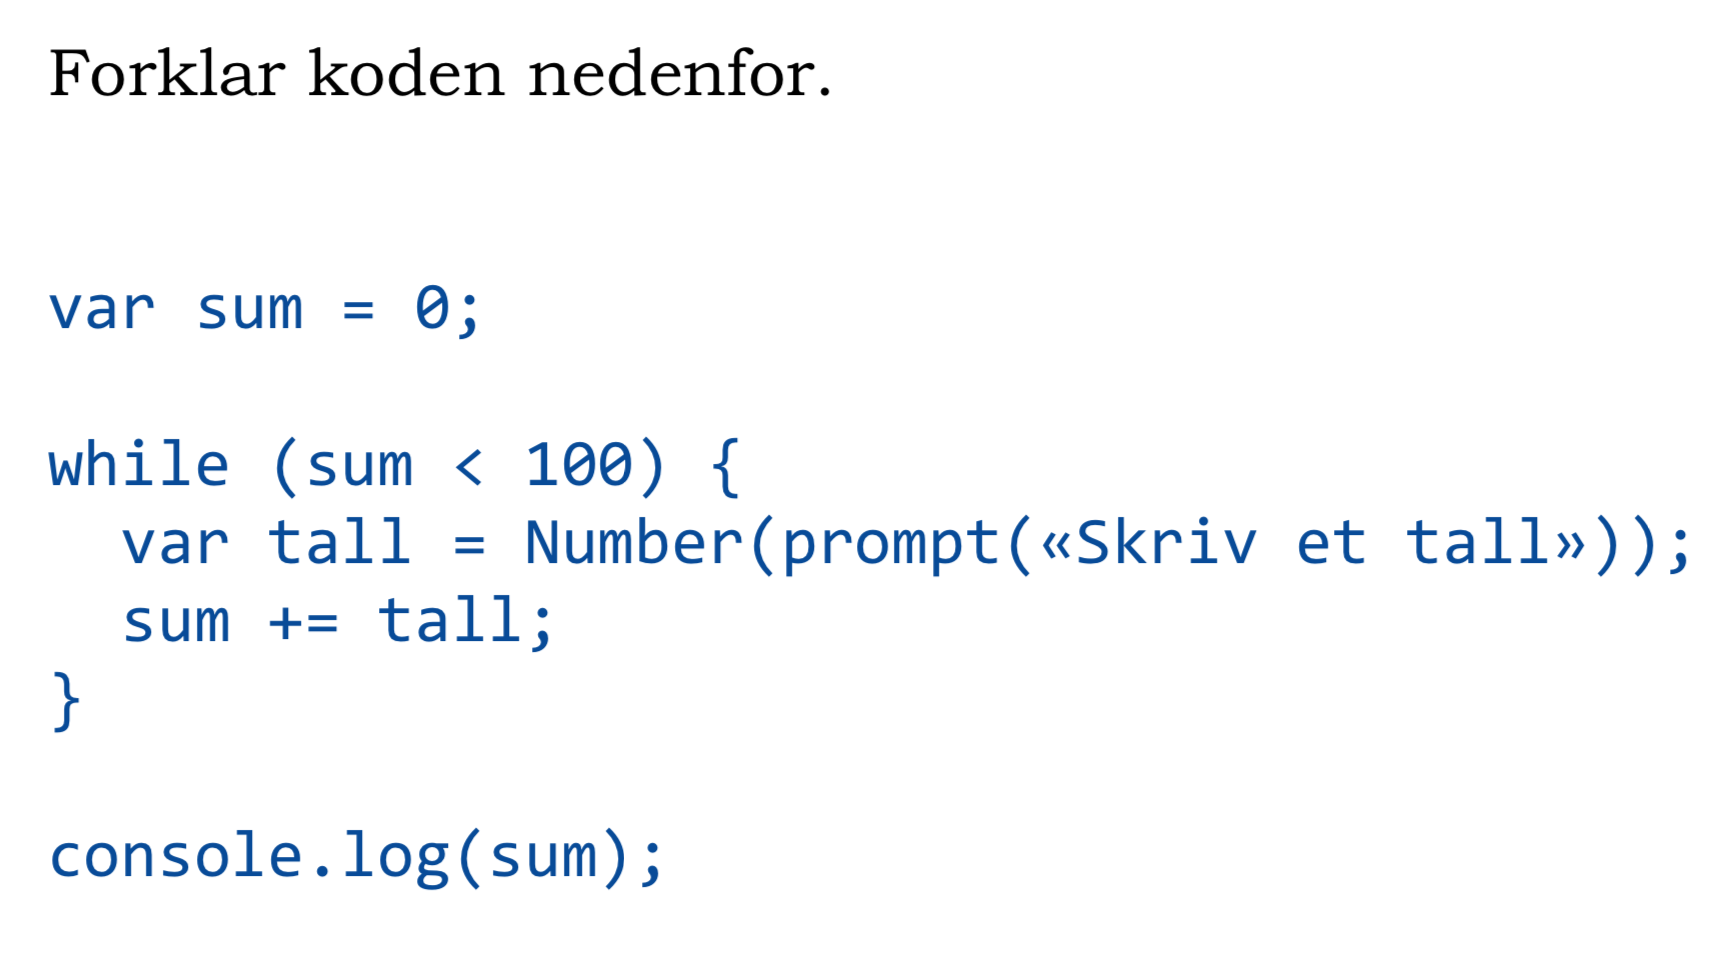 Forklar koden nedenfor.
var sum = 0;
while (sum < 100) {
  var tall = Number(prompt(«Skriv et tall»));
  sum += tall;
}
console.log(sum);